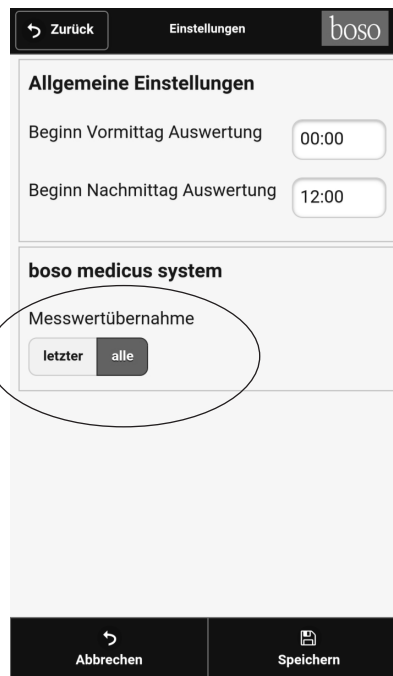 Zurück
Einstellungen
boso
Allgemeine Einstellungen
Beginn Vormittag Auswertung
00:00
Beginn Nachmittag Auswertung
12:00
boso medicus system
Messwertübernahme
letzter alle
Abbrechen
Speichern